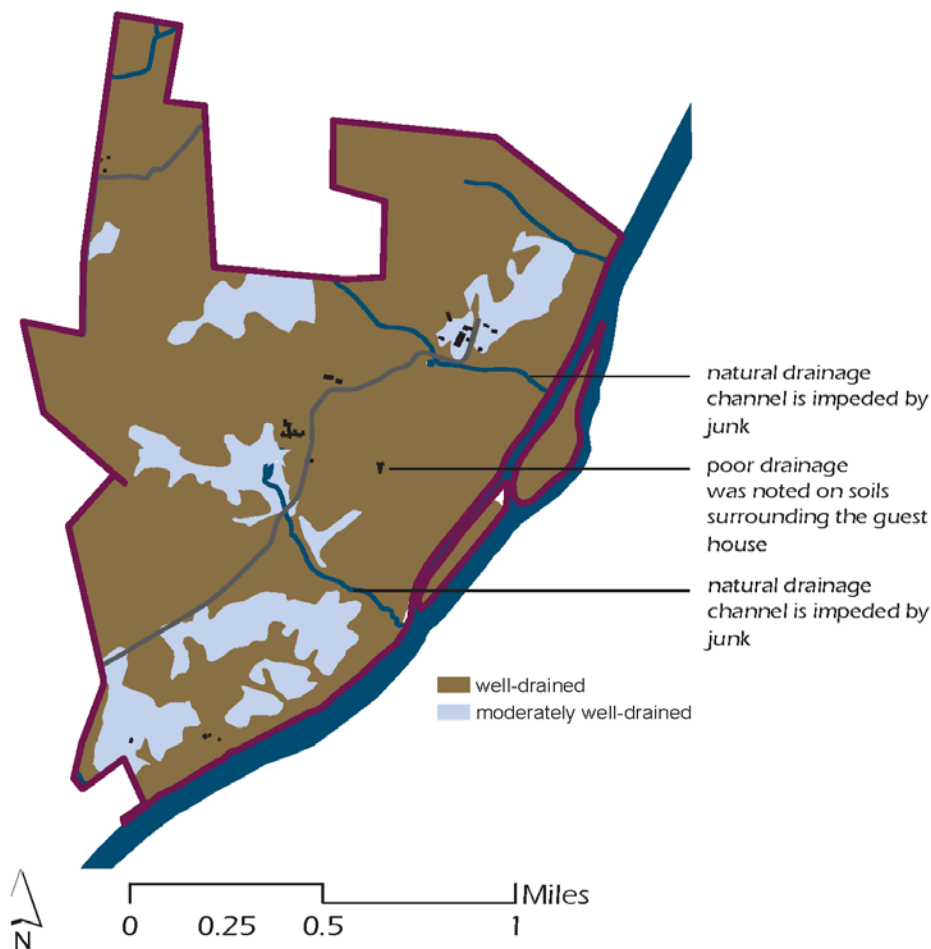 natural drainage
channel is impeded by
junk
poor drainage
was noted on soils
surrounding the guest
house
natural drainage
channel is impeded by
junk
well-drained
moderately well-drained
Miles
0 0.25 0.5 1
N